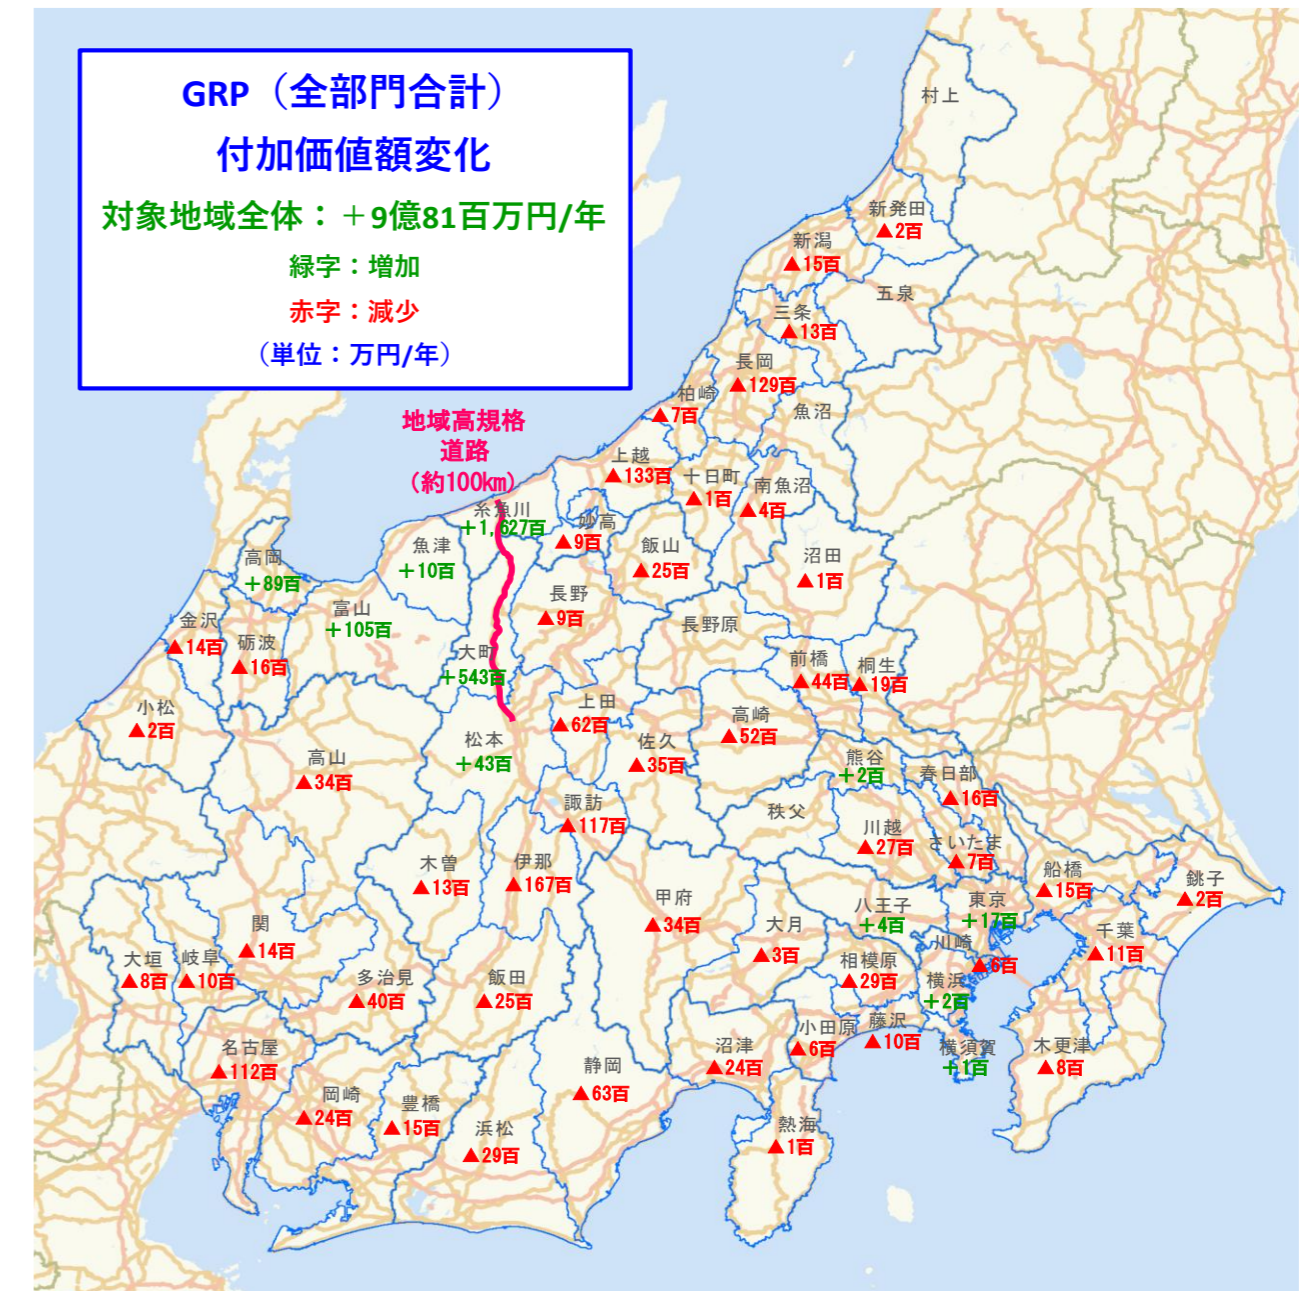 GRP（全部門合計）
付加価値額変化
対象地域全体：＋9億81百万円/年
緑字：増加
赤字：減少
（単位：万円/年）
村上
新発田
▲2百
新潟
▲15百
五泉
三条
▲13百
長岡
▲129百
柏崎
▲7百
魚沼
地域高規格
道路
（約100km）
上越
▲133百
十日町
▲1百
南魚沼
▲4百
糸魚川
＋1,627百
妙高
▲9百
魚津
＋10百
飯山
▲25百
沼田
▲1百
高岡
＋89百
富山
＋105百
長野
▲9百
長野原
金沢
▲14百
砺波
▲16百
大町
＋543百
前橋
▲44百
桐生
▲19百
小松
▲2百
上田
▲62百
高崎
▲52百
高山
▲34百
松本
＋43百
佐久
▲35百
熊谷
＋2百
春日部
▲16百
諏訪
▲117百
秩父
川越
▲27百
さいたま
▲7百
木曽
▲13百
伊那
▲167百
船橋
▲15百
銚子
▲2百
甲府
▲34百
八王子
＋4百
東京
＋17百
関
▲14百
大月
▲3百
川崎
▲6百
千葉
▲11百
大垣
▲8百
岐阜
▲10百
多治見
▲40百
飯田
▲25百
相模原
▲29百
横浜
＋2百
名古屋
▲112百
小田原
▲6百
藤沢
▲10百
横須賀
＋1百
木更津
▲8百
沼津
▲24百
静岡
▲63百
岡崎
▲24百
豊橋
▲15百
浜松
▲29百
熱海
▲1百